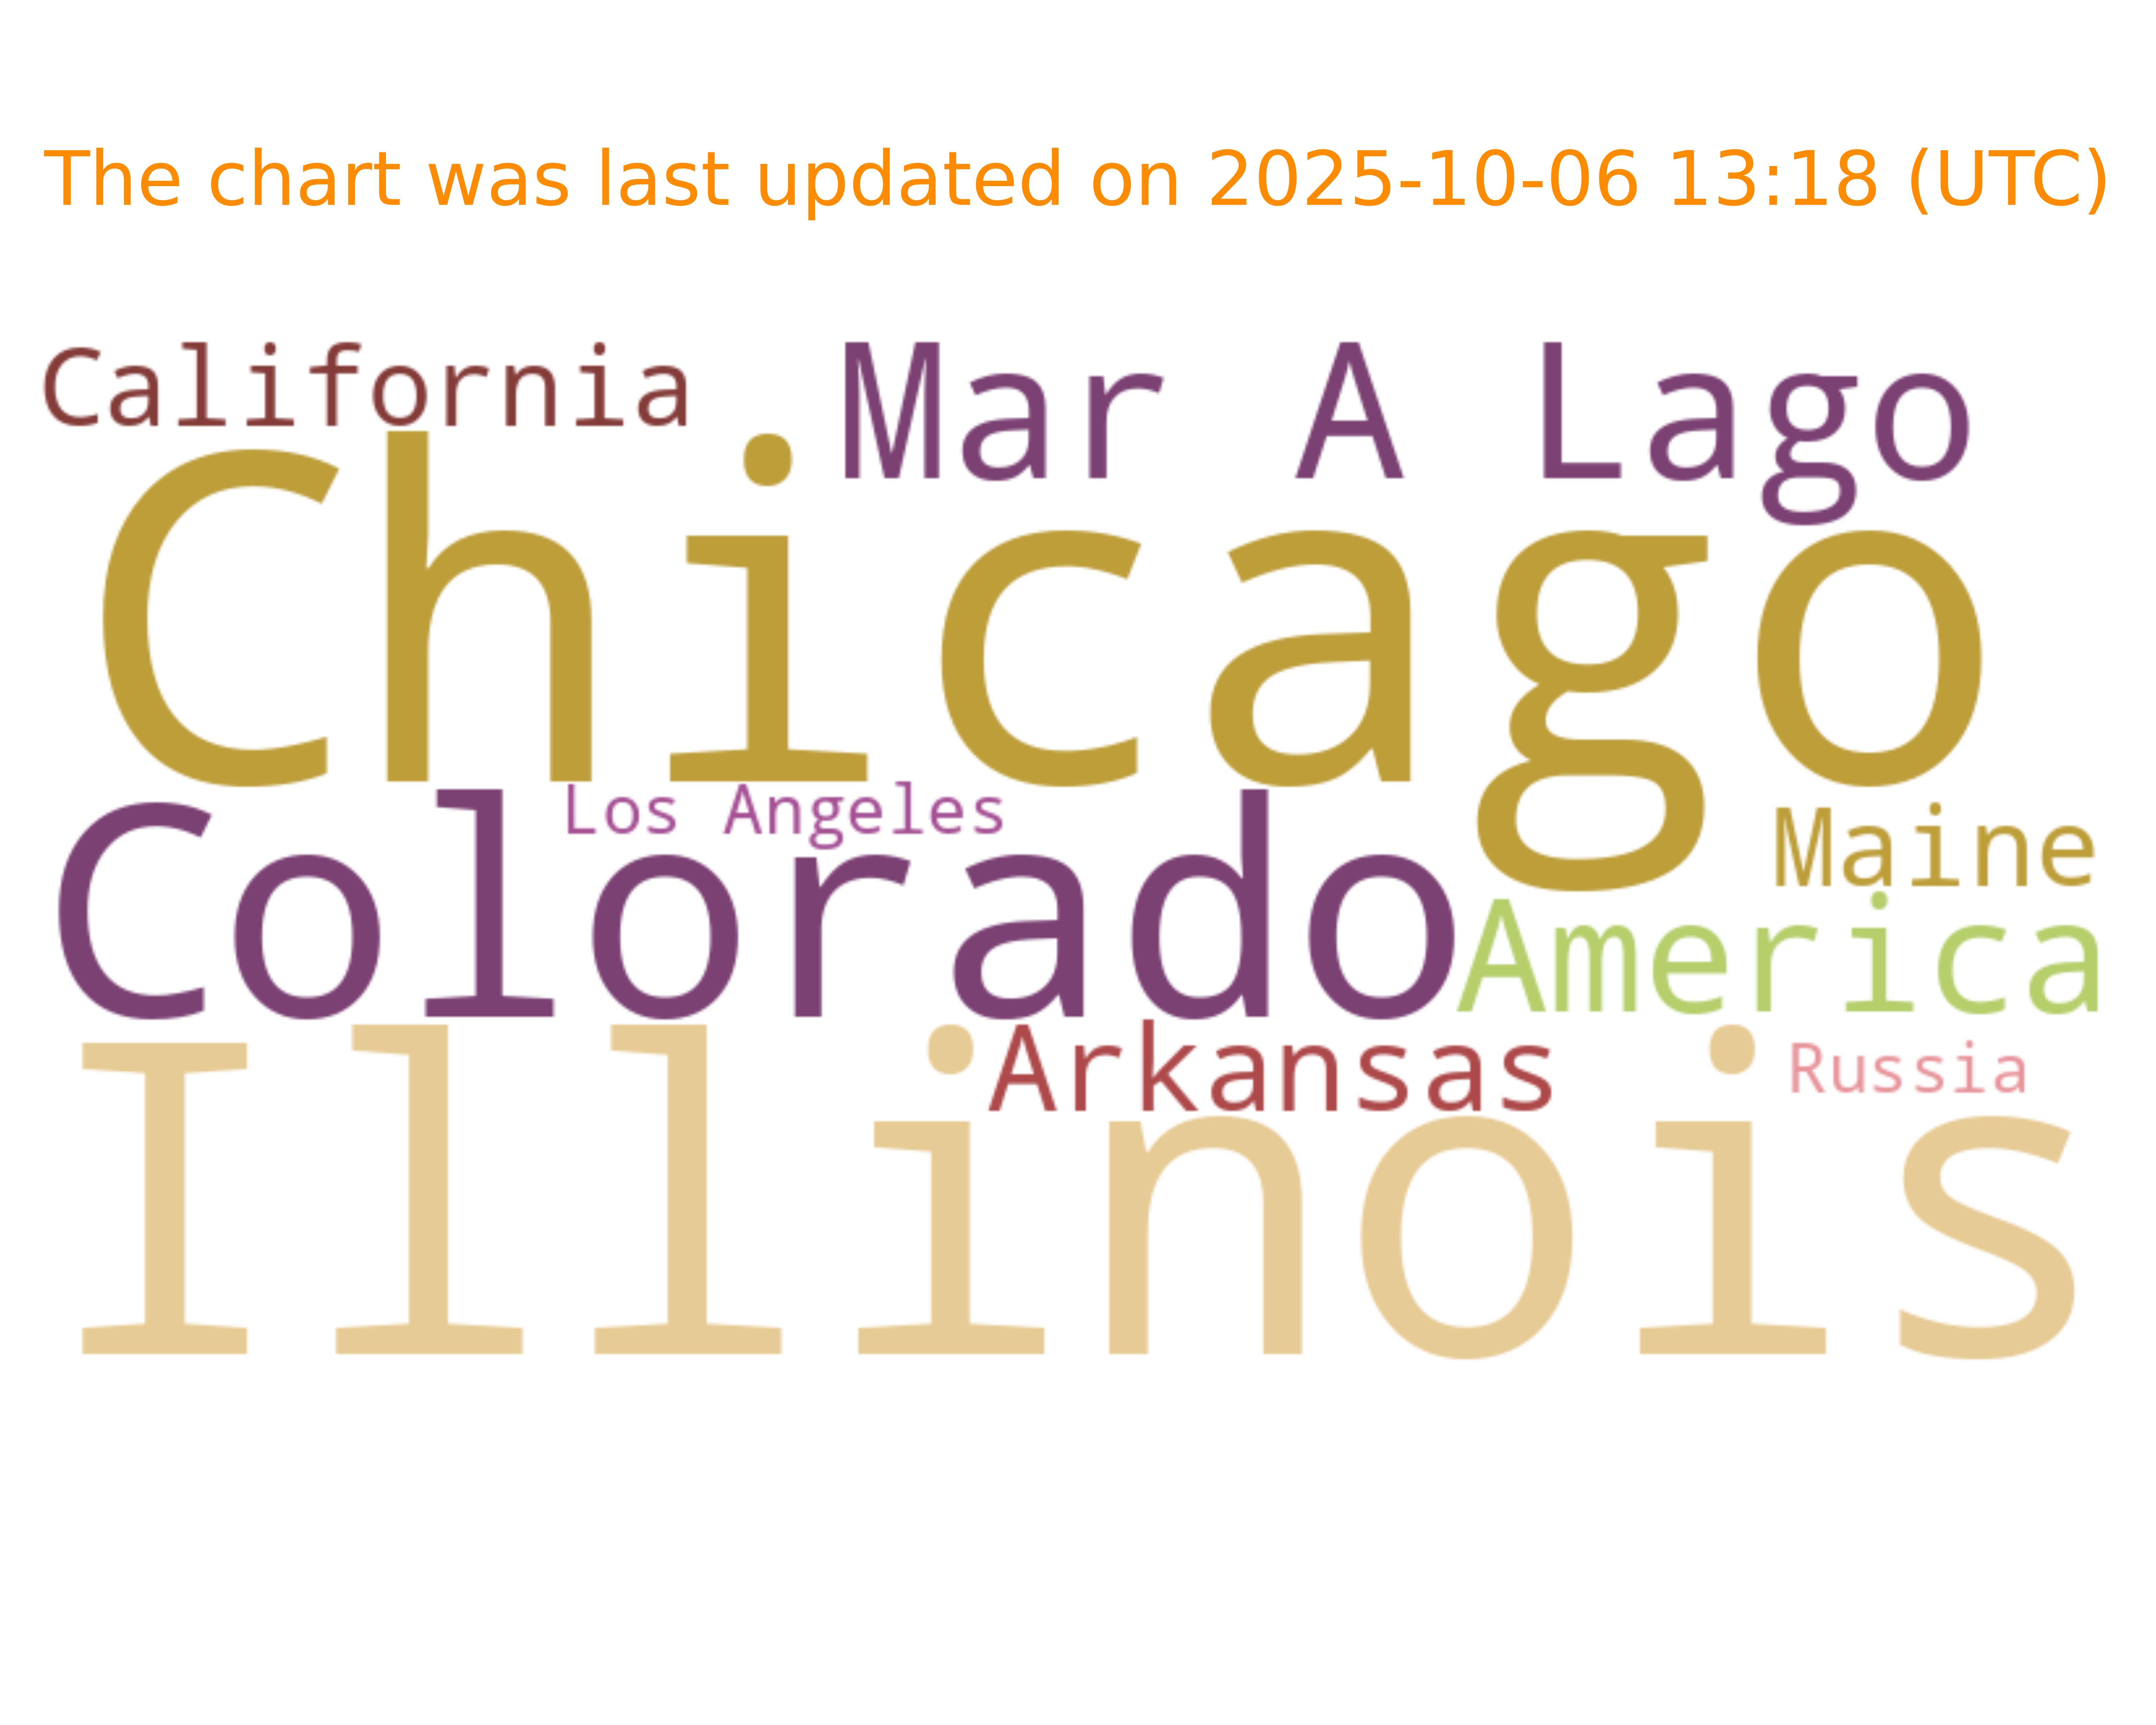 The chart was last updated on 2025-10-06 13:18 (UTC)
California
Mar A Lago
Chicago
Los Angeles
Maine
Colorado
America
Arkansas
Russia
Illinois